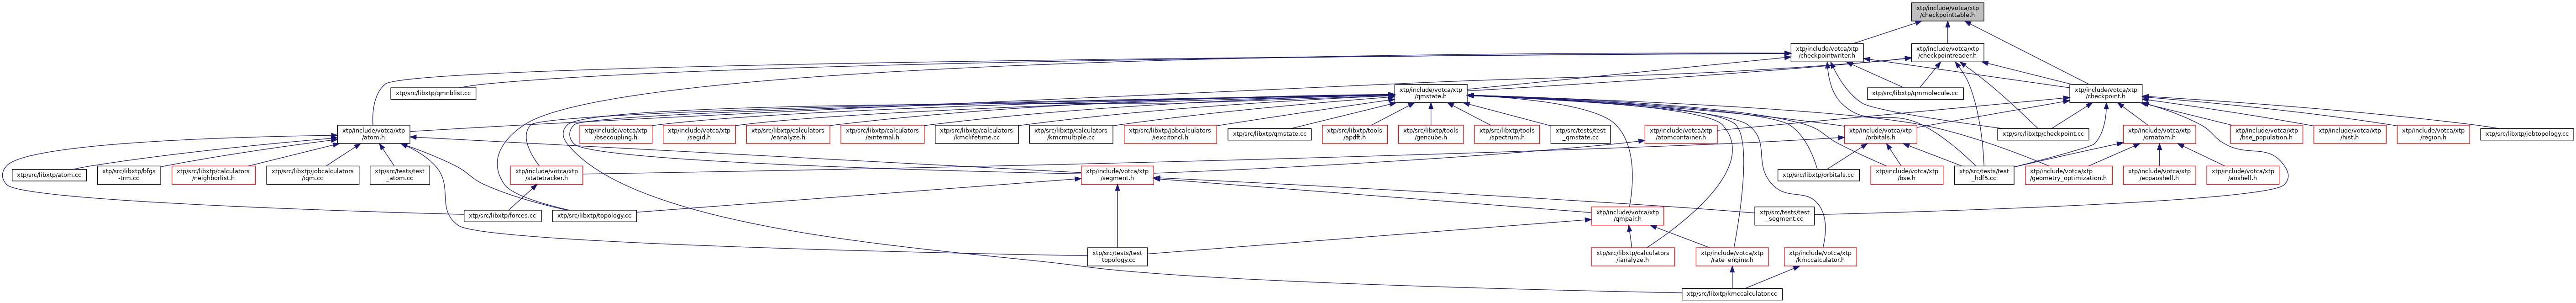 xtp/include/votca/xtp
/checkpointtable.h
xtp/include/votca/xtp
/checkpointwriter.h
xtp/include/votca/xtp
/checkpointreader.h
xtp/src/libxtp/qmnblist.cc
xtp/include/votca/xtp
/qmstate.h
xtp/src/libxtp/qmmolecule.cc
xtp/include/votca/xtp
/checkpoint.h
xtp/include/votca/xtp
/atom.h
xtp/include/votca/xtp
/bsecoupling.h
xtp/include/votca/xtp
/segid.h
xtp/src/libxtp/calculators
/eanalyze.h
xtp/src/libxtp/calculators
/einternal.h
xtp/src/libxtp/calculators
/kmclifetime.cc
xtp/src/libxtp/calculators
/kmcmultiple.cc
xtp/src/libxtp/jobcalculators
/iexcitoncl.h
xtp/src/libxtp/qmstate.cc
xtp/src/libxtp/tools
/apdft.h
xtp/src/libxtp/tools
/gencube.h
xtp/src/libxtp/tools
/spectrum.h
xtp/src/tests/test
_qmstate.cc
xtp/include/votca/xtp
/atomcontainer.h
xtp/include/votca/xtp
/orbitals.h
xtp/src/libxtp/checkpoint.cc
xtp/include/votca/xtp
/qmatom.h
xtp/include/votca/xtp
/bse_population.h
xtp/include/votca/xtp
/hist.h
xtp/include/votca/xtp
/region.h
xtp/src/libxtp/jobtopology.cc
xtp/src/libxtp/atom.cc
xtp/src/libxtp/bfgs
-trm.cc
xtp/src/libxtp/calculators
/neighborlist.h
xtp/src/libxtp/jobcalculators
/iqm.cc
xtp/src/tests/test
_atom.cc
xtp/include/votca/xtp
/statetracker.h
xtp/include/votca/xtp
/segment.h
xtp/src/libxtp/orbitals.cc
xtp/include/votca/xtp
/bse.h
xtp/src/tests/test
_hdf5.cc
xtp/include/votca/xtp
/geometry_optimization.h
xtp/include/votca/xtp
/ecpaoshell.h
xtp/include/votca/xtp
/aoshell.h
xtp/src/libxtp/forces.cc
xtp/src/libxtp/topology.cc
xtp/include/votca/xtp
/qmpair.h
xtp/src/tests/test
_segment.cc
xtp/src/tests/test
_topology.cc
xtp/src/libxtp/calculators
/ianalyze.h
xtp/include/votca/xtp
/rate_engine.h
xtp/include/votca/xtp
/kmccalculator.h
xtp/src/libxtp/kmccalculator.cc